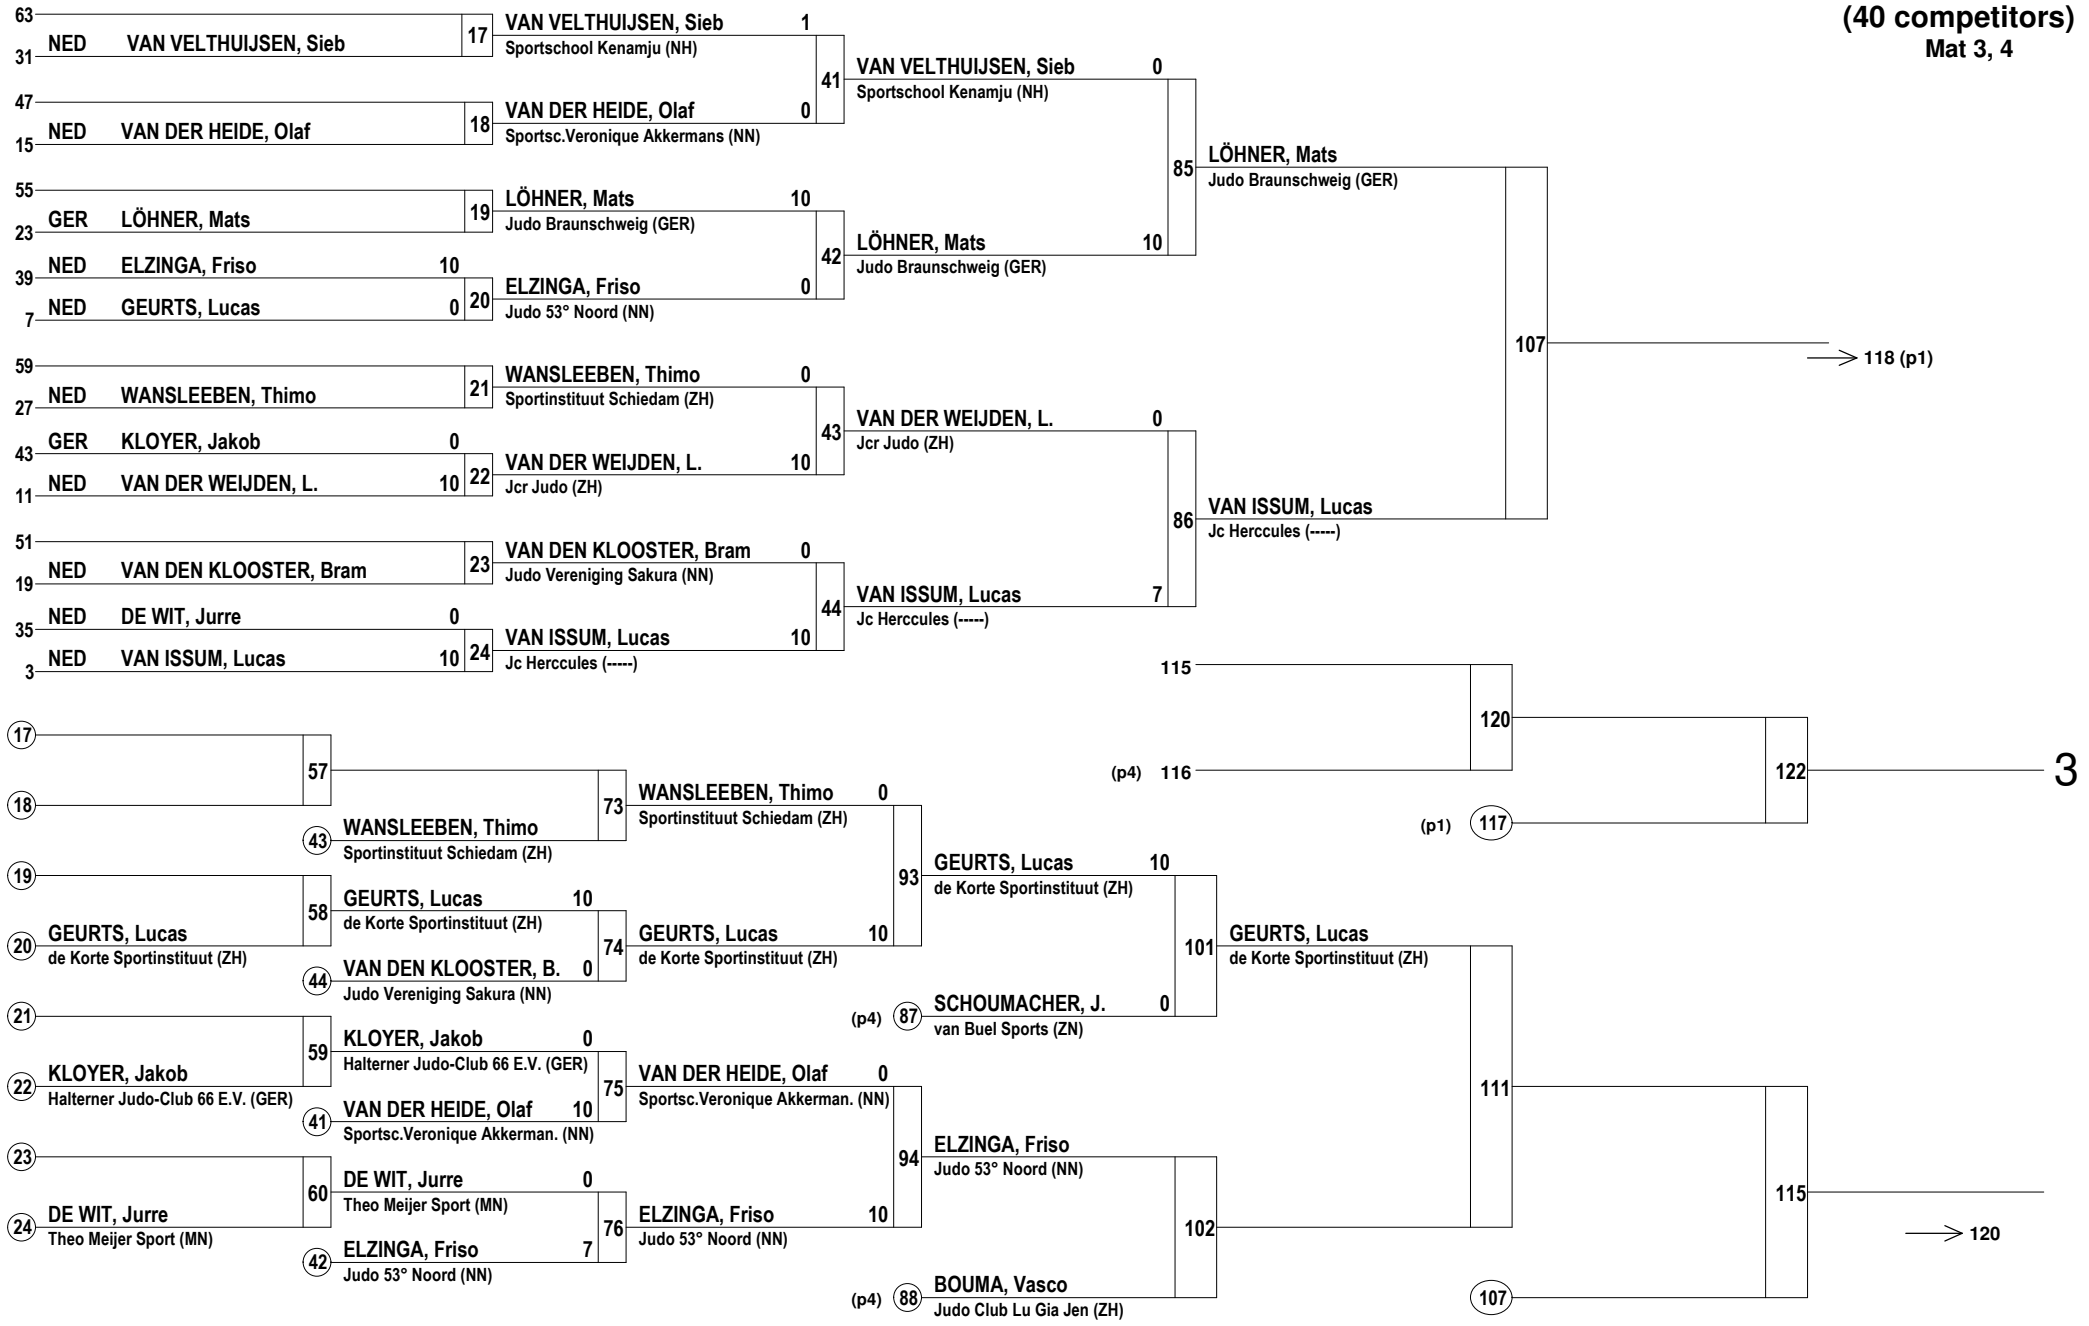 (40 competitors)
Mat 3, 4
63
NED VAN VELTHUIJSEN, Sieb
31
17
VAN VELTHUIJSEN, Sieb 1
Sportschool Kenamju (NH)
47
NED VAN DER HEIDE, Olaf
15
18
VAN DER HEIDE, Olaf 0
Sportsc.Veronique Akkermans (NN)
41
VAN VELTHUIJSEN, Sieb 0
Sportschool Kenamju (NH)
55
GER LÖHNER, Mats
23
19
LÖHNER, Mats 10
Judo Braunschweig (GER)
NED ELZINGA, Friso 10
39
NED GEURTS, Lucas 0
7
20
ELZINGA, Friso 0
Judo 53° Noord (NN)
42
LÖHNER, Mats 10
Judo Braunschweig (GER)
85
LÖHNER, Mats
Judo Braunschweig (GER)
59
NED WANSLEEBEN, Thimo
27
21
WANSLEEBEN, Thimo 0
Sportinstituut Schiedam (ZH)
GER KLOYER, Jakob 0
43
NED VAN DER WEIJDEN, L. 10
11
22
VAN DER WEIJDEN, L. 10
Jcr Judo (ZH)
43
VAN DER WEIJDEN, L. 0
Jcr Judo (ZH)
51
NED VAN DEN KLOOSTER, Bram
19
23
VAN DEN KLOOSTER, Bram 0
Judo Vereniging Sakura (NN)
NED DE WIT, Jurre 0
35
NED VAN ISSUM, Lucas 10
3
24
VAN ISSUM, Lucas 10
Jc Herccules (-----)
44
VAN ISSUM, Lucas 7
Jc Herccules (-----)
86
VAN ISSUM, Lucas
Jc Herccules (-----)
107
118 (p1)
115
(p4) 116
120
(p1) 117
122
3
17
18
57
43
WANSLEEBEN, Thimo
Sportinstituut Schiedam (ZH)
73
WANSLEEBEN, Thimo 0
Sportinstituut Schiedam (ZH)
19
20
GEURTS, Lucas
de Korte Sportinstituut (ZH)
58
GEURTS, Lucas 10
de Korte Sportinstituut (ZH)
44
VAN DEN KLOOSTER, B. 0
Judo Vereniging Sakura (NN)
74
GEURTS, Lucas 10
de Korte Sportinstituut (ZH)
93
GEURTS, Lucas 10
de Korte Sportinstituut (ZH)
(p4) 87
SCHOUMACHER, J. 0
van Buel Sports (ZN)
101
GEURTS, Lucas
de Korte Sportinstituut (ZH)
21
22
KLOYER, Jakob
Halterner Judo-Club 66 E.V. (GER)
59
KLOYER, Jakob 0
Halterner Judo-Club 66 E.V. (GER)
41
VAN DER HEIDE, Olaf 10
Sportsc.Veronique Akkerman. (NN)
75
VAN DER HEIDE, Olaf 0
Sportsc.Veronique Akkerman. (NN)
23
24
DE WIT, Jurre
Theo Meijer Sport (MN)
60
DE WIT, Jurre 0
Theo Meijer Sport (MN)
42
ELZINGA, Friso 7
Judo 53° Noord (NN)
76
ELZINGA, Friso 10
Judo 53° Noord (NN)
94
ELZINGA, Friso
Judo 53° Noord (NN)
(p4) 88
BOUMA, Vasco
Judo Club Lu Gia Jen (ZH)
102
111
107
115
120